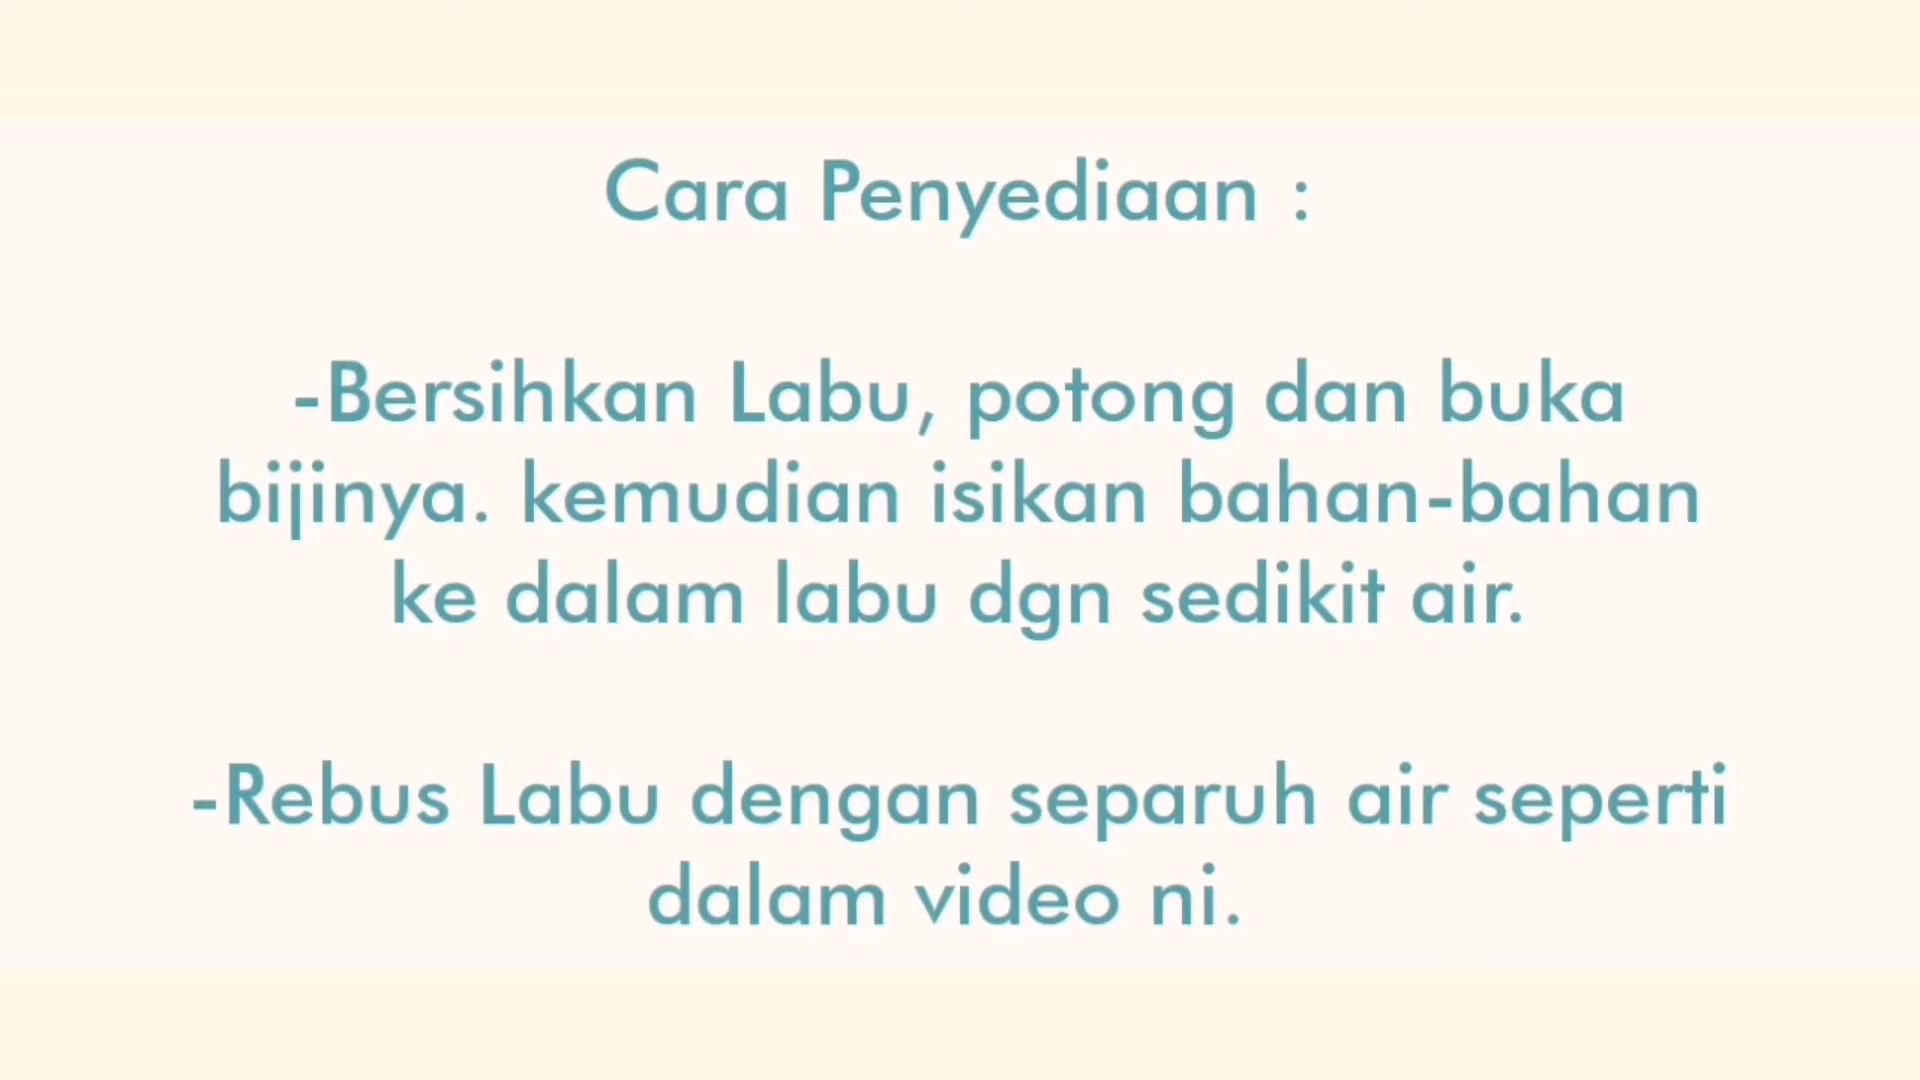 Cara Penyediaan :
-Bersihkan Labu, potong dan buka
bijinya. kemudian isikan bahan-bahan
ke dalam labu dgn sedikit air.
-Rebus Labu dengan separuh air seperti
dalam video ni.